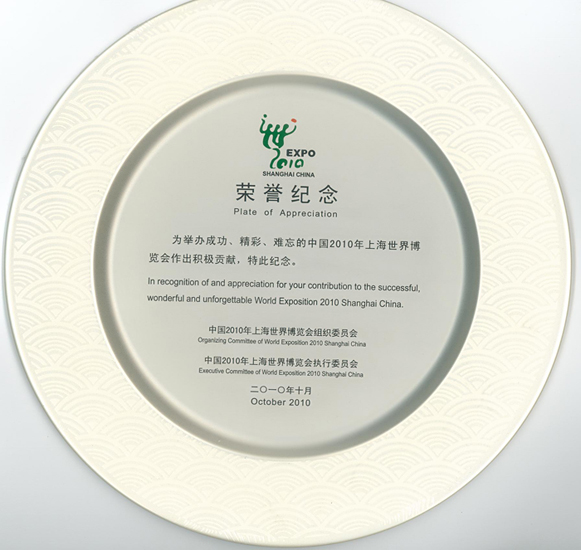 EXPO
2010
SHANGHAI CHINA
荣誉纪念
Plate of Appreciation
为举办成功、精彩、难忘的中国2010年上海世界博
览会作出积极贡献，特此纪念。
In recognition of and appreciation for your contribution to the successful,
wonderful and unforgettable World Exposition 2010 Shanghai China.
中国2010年上海世界博览会组织委员会
Organizing Committee of World Exposition 2010 Shanghai China
中国2010年上海世界博览会执行委员会
Executive Committee of World Exposition 2010 Shanghai China
二〇一〇年十月
October 2010